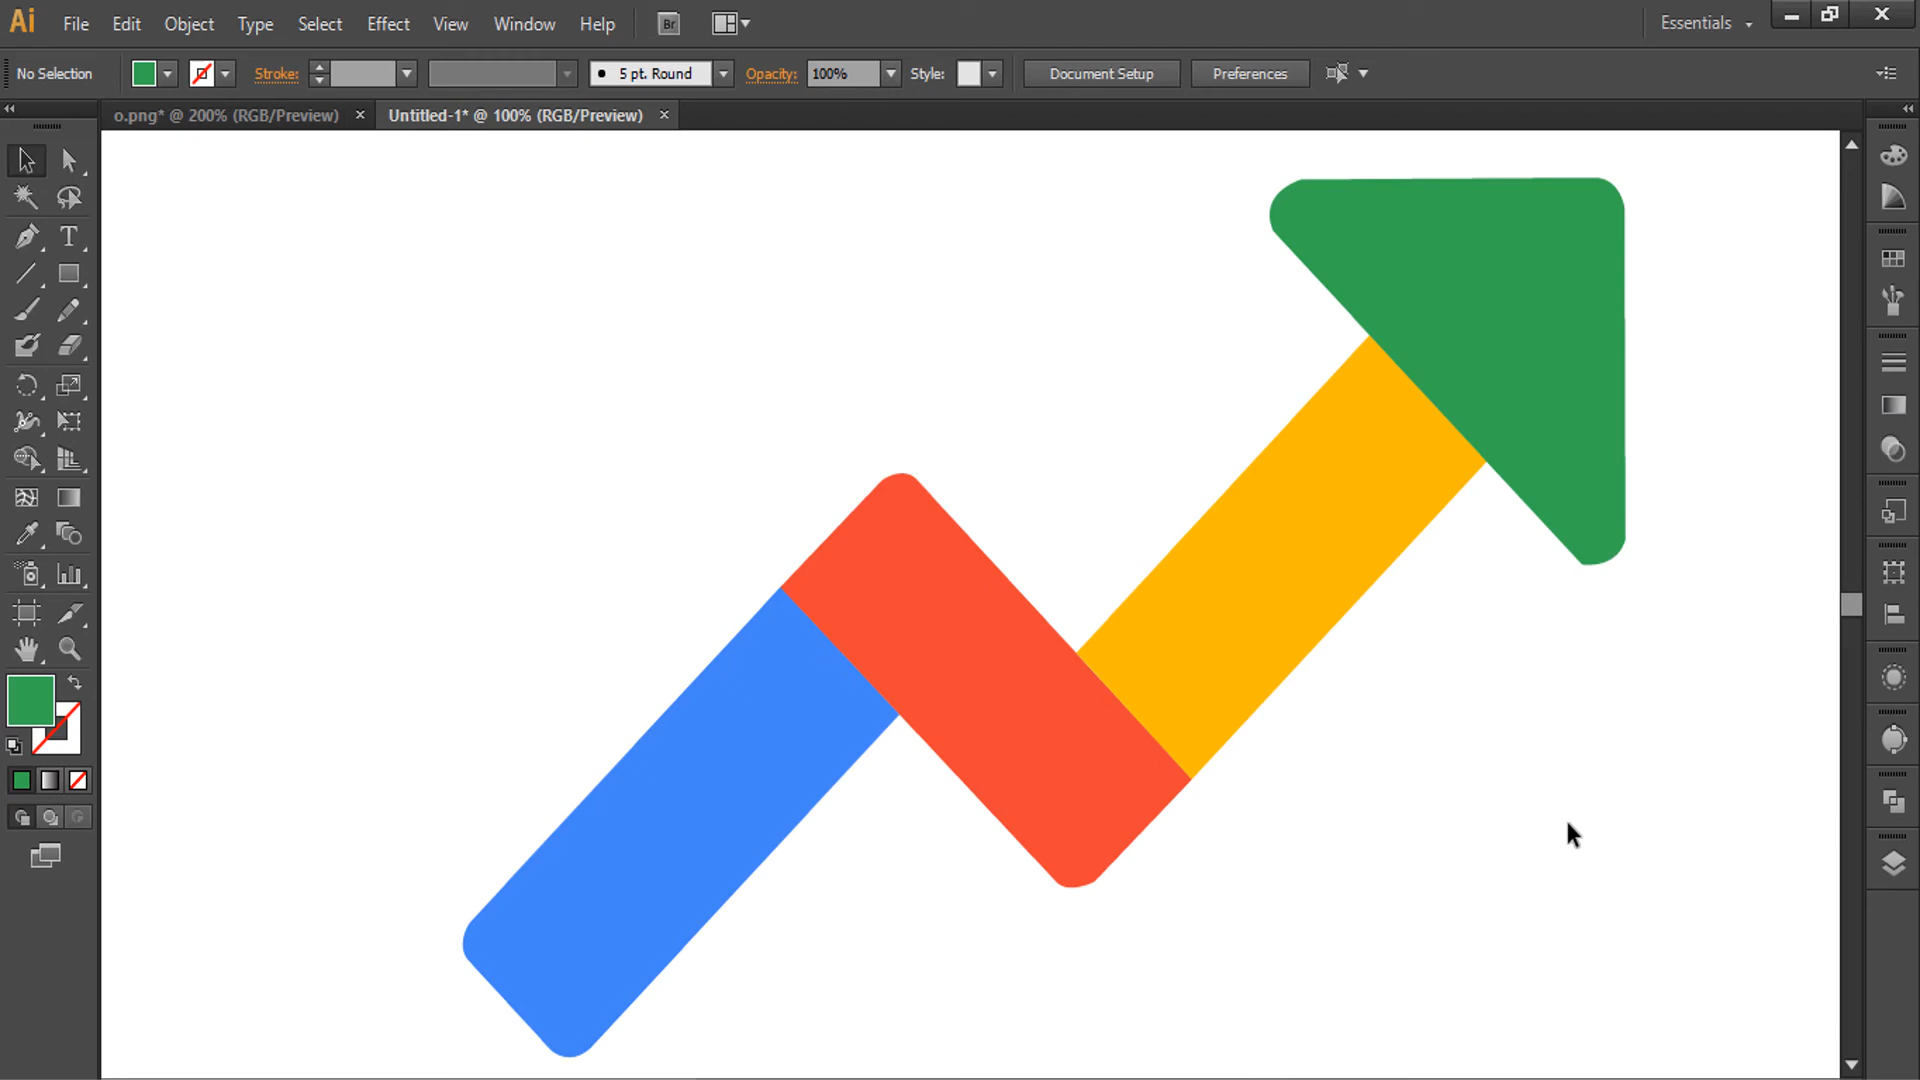 Ai File Edit Object Type Select Effect View Window Help Br Essentials
No Selection Stroke: 5 pt. Round Opacity: 100% Style: Document Setup Preferences
o.png* @ 200% (RGB/Preview) Untitled-1* @ 100% (RGB/Preview)
T